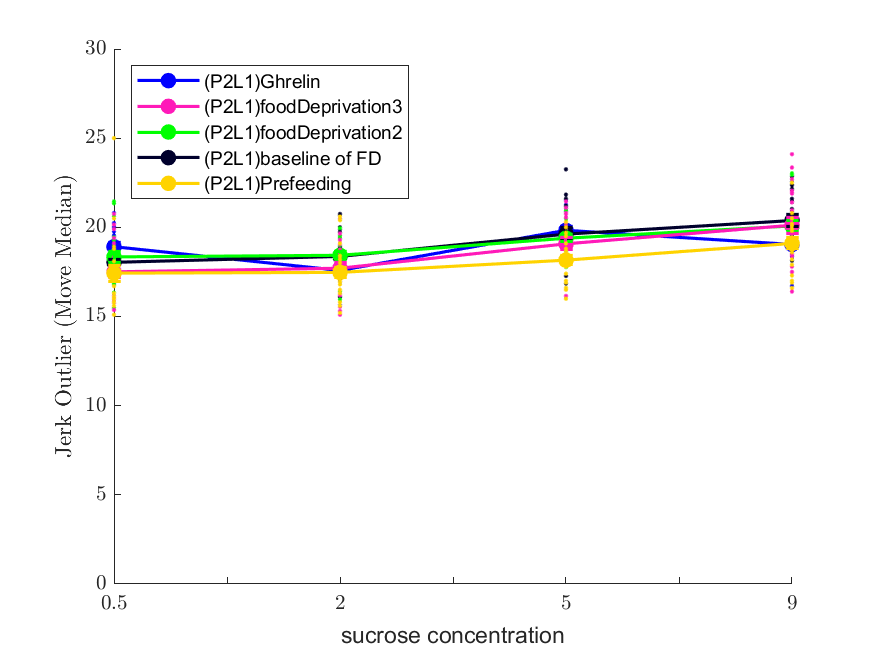 30
25
20
15
10
5
0
Jerk Outlier (Move Median)
(P2L1)Ghrelin
(P2L1)foodDeprivation3
(P2L1)foodDeprivation2
(P2L1)baseline of FD
(P2L1)Prefeeding
0.5 2 5 9
sucrose concentration